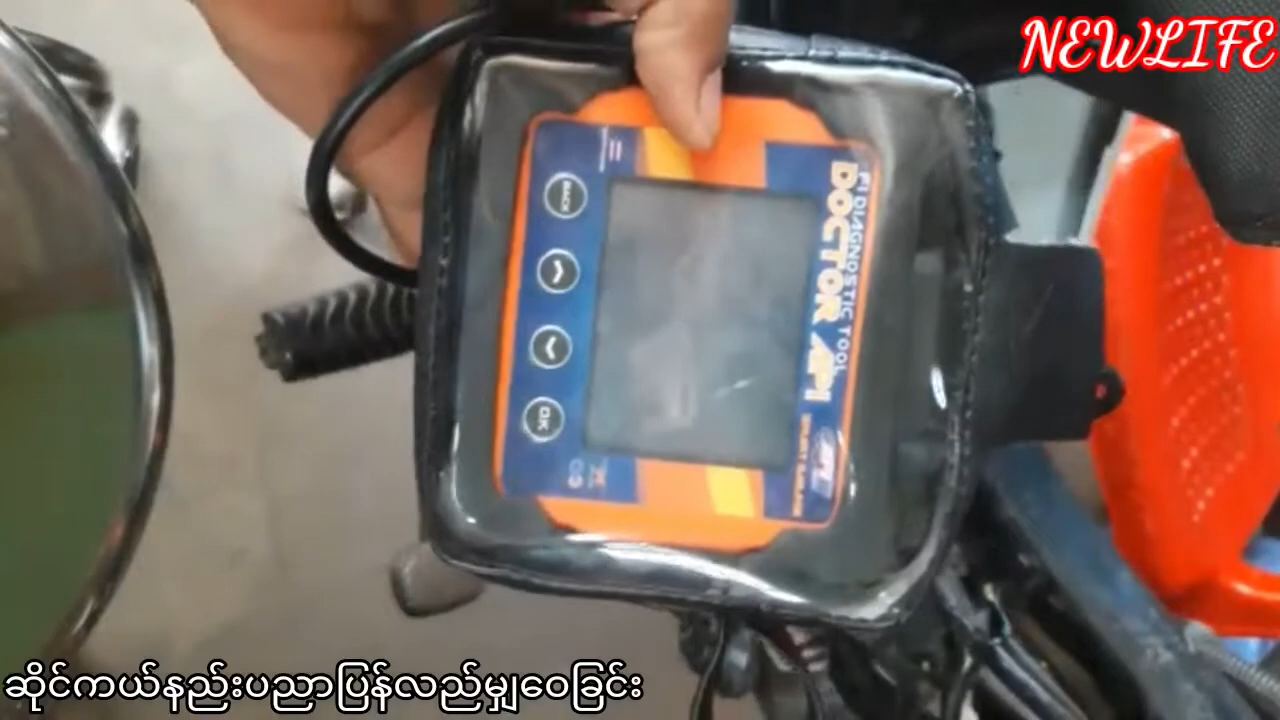 NEWLIFE
FI DIAGNOSTIC TOOL
DOCTOR API
BACK
OK
ဆိုင်ကယ်နည်းပညာပြန်လည်မျှဝေခြင်း